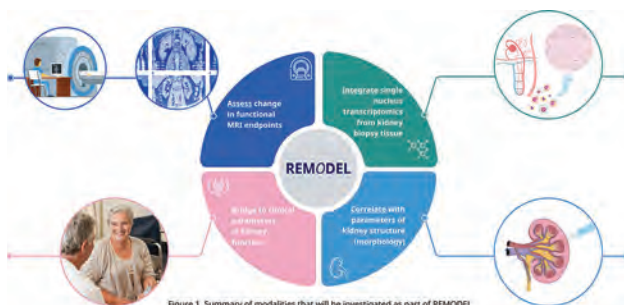 Assess change
in functional
MRI endpoints
Integrate single
nucleus
transcriptomics
from kidney
biopsy tissue
REMODEL
Bridge to clinical
parameters
of kidney
function
Correlate with
parameters of
kidney structure
(morphology)
Figure 1. Summary of modalities that will be investigated as part of REMODEL